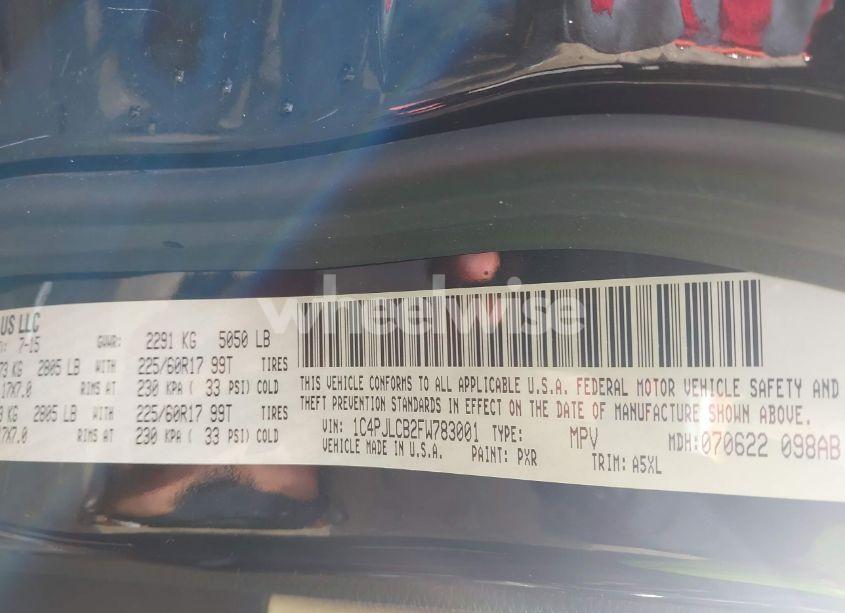 US LLC
7-15 GVWR: 2291 KG 5050 LB
KG 2805 LB WITH 225/60R17 99T TIRES
17X7.0 RIMS AT 230 KPA ( 33 PSI) COLD
KG 2805 LB WITH 225/60R17 99T TIRES
17X7.0 RIMS AT 230 KPA ( 33 PSI) COLD
wheelwise
THIS VEHICLE CONFORMS TO ALL APPLICABLE U.S.A. FEDERAL MOTOR VEHICLE SAFETY AND
THEFT PREVENTION STANDARDS IN EFFECT ON THE DATE OF MANUFACTURE SHOWN ABOVE.
VIN: 1C4PJLCB2FW783001 TYPE: MPV MDH:070622 098AB
VEHICLE MADE IN U.S.A. PAINT: PXR TRIM: A5XL